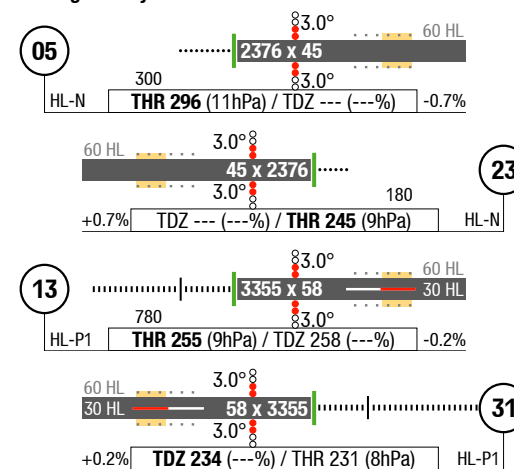 3.0°
60 HL
05
2376 x 45
3.0°
300
HL-N
THR 296 (11hPa) / TDZ --- (---%)
-0.7%
3.0°
60 HL
45 x 2376
23
3.0°
180
+0.7%
TDZ --- (---%) / THR 245 (9hPa)
HL-N
3.0°
60 HL
13
3355 x 58
30 HL
3.0°
780
HL-P1
THR 255 (9hPa) / TDZ 258 (---%)
-0.2%
3.0°
60 HL
30 HL
58 x 3355
31
3.0°
+0.2%
TDZ 234 (---%) / THR 231 (8hPa)
HL-P1